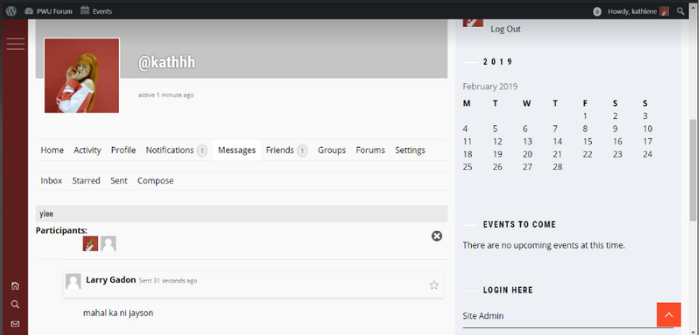 PWU Forum Events 0 Howdy, kathlene
@kathhh
active 1 minute ago
Home Activity Profile Notifications 1 Messages Friends 1 Groups Forums Settings
Inbox Starred Sent Compose
yiee
Participants:
Larry Gadon Sent 31 seconds ago
mahal ka ni jayson
Log Out
2019
February 2019
M T W T F S S
1 2 3
4 5 6 7 8 9 10
11 12 13 14 15 16 17
18 19 20 21 22 23 24
25 26 27 28
EVENTS TO COME
There are no upcoming events at this time.
LOGIN HERE
Site Admin